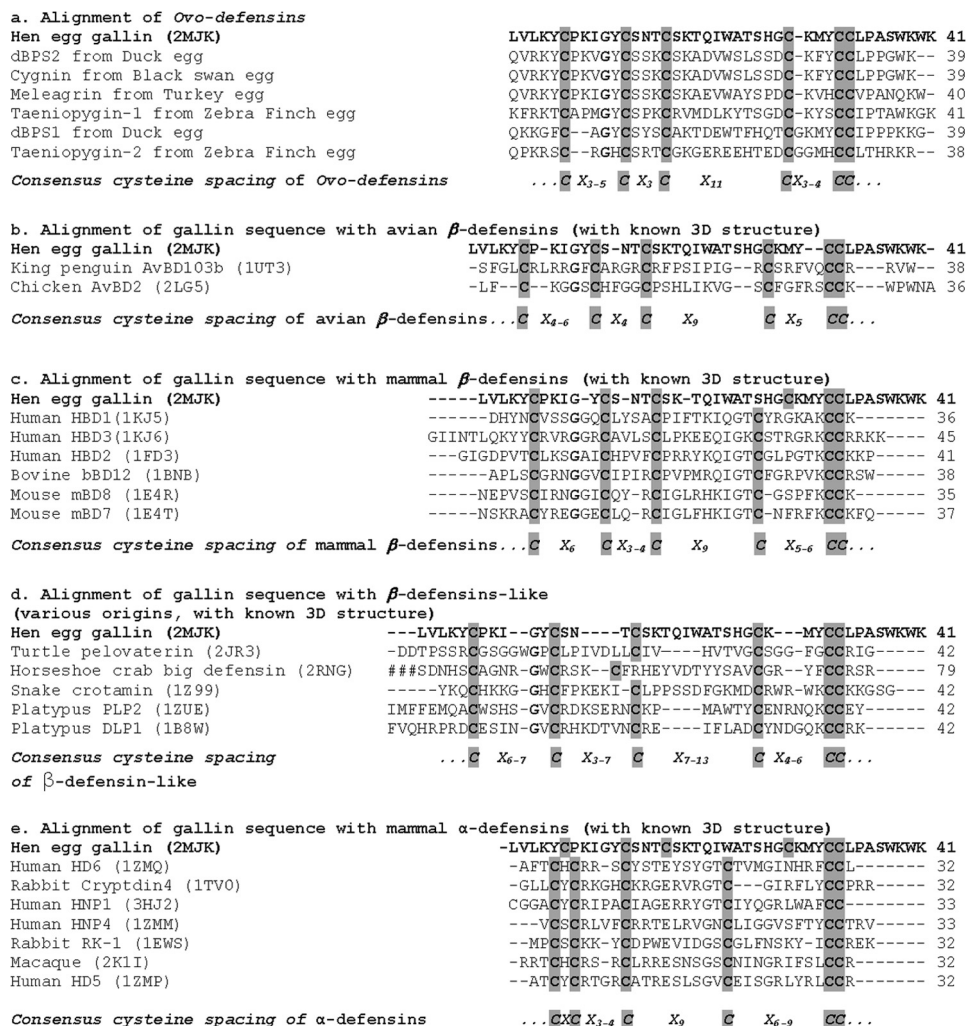 a. Alignment of Ovo-defensins
Hen egg gallin (2MJK) LVLKYCPKIGYCSNTCSKTQIWATSHGC-KMYCCLPASWKWK 41
dBPS2 from Duck egg QVRKYCPKVGYCSSKCSKADVWSLSSDC-KFYCCLPPGWK-- 39
Cygnin from Black swan egg QVRKYCPKVGYCSSKCSKADVWSLSSDC-KFYCCLPPGWK-- 39
Meleagrin from Turkey egg QVRKYCPKIGYCSSKCSKAEVWAYSPDC-KVHCCVPANQKW- 40
Taeniopygin-1 from Zebra Finch egg KFRKTCAPMGYCSPKCRVMDLKYTSGDC-KYSCCIPTAWKGK 41
dBPS1 from Duck egg QKKGFC--AGYCSYSCAKTDEWTFHQTCGKMYCCIPPPKKG- 39
Taeniopygin-2 from Zebra Finch egg QPKRSC--RGHCSRTCGKGEREEHTEDCGGMHCCLTHRKR-- 38
Consensus cysteine spacing of Ovo-defensins ...C X3-5 C X3 C X11 CX3-4 CC...
b. Alignment of gallin sequence with avian β-defensins (with known 3D structure)
Hen egg gallin (2MJK) LVLKYCP-KIGYCS-NTCSKTQIWATSHGCKMY--CCLPASWKWK- 41
King penguin AvBD103b (1UT3) -SFGLCRLRRGFCARGRCRFPSIPIG--RCSRFVQCCR---RVW-- 38
Chicken AvBD2 (2LG5) -LF--C--KGGSCHFGGCPSHLIKVG--SCFGFRSCCK---WPWNA 36
Consensus cysteine spacing of avian β-defensins...C X4-6 C X4 C X9 C X5 CC...
c. Alignment of gallin sequence with mammal β-defensins (with known 3D structure)
Hen egg gallin (2MJK) -----LVLKYCPKIG-YCS-NTCSK-TQIWATSHGCKMYCCLPASWKWK 41
Human HBD1(1KJ5) ------DHYNCVSSGGQCLYSACPIFTKIQGTCYRGKAKCCK------- 36
Human HBD3(1KJ6) GIINTLQKYYCRVRGGRCAVLSCLPKEEQIGKCSTRGRKCCRRKK---- 45
Human HBD2 (1FD3) ---GIGDPVTCLKSGAICHPVFCPRRYKQIGTCGLPGTKCCKKP----- 41
Bovine bBD12 (1BNB) ------APLSCGRNGGVCIPIRCPVPMRQIGTCFGRPVKCCRSW----- 38
Mouse mBD8 (1E4R) -----NEPVSCIRNGGICQY-RCIGLRHKIGTC-GSPFKCCK------- 35
Mouse mBD7 (1E4T) -----NSKRACYREGGECLQ-RCIGLFHKIGTC-NFRFKCCKFQ----- 37
Consensus cysteine spacing of mammal β-defensins...C X6 C X3-4 C X9 C X5-6 CC...
d. Alignment of gallin sequence with β-defensins-like
(various origins, with known 3D structure)
Hen egg gallin (2MJK) ---LVLKYCPKI--GYCSN----TCSKTQIWATSHGCK---MYCCLPASWKWK 41
Turtle pelovaterin (2JR3) --DDTPSSRCGSGGWGPCLPIVDLLCIV---HVTVGCSGG-FGCCRIG----- 42
Horseshoe crab big defensin (2RNG) ###SDNHSCAGNR-GWCRSK--CFRHEYVDTYYSAVCGR--YFCCRSR----- 79
Snake crotamin (1Z99) -----YKQCHKKG-GHCFPKEKI-CLPPSSDFGKMDCRWR-WKCCKKGSG--- 42
Platypus PLP2 (1ZUE) IMFFEMQACWSHS-GVCRDKSERNCKP----MAWTYCENRNQKCCEY------ 42
Platypus DLP1 (1B8W) FVQHRPRDCESIN-GVCRHKDTVNCRE----IFLADCYNDGQKCCRK------ 42
Consensus cysteine spacing ...C X6-7 C X3-7 C X7-13 C X4-6 CC...
of β-defensin-like
e. Alignment of gallin sequence with mammal α-defensins (with known 3D structure)
Hen egg gallin (2MJK) -LVLKYCPKIGYCSNTCSKTQIWATSHGCKMYCCLPASWKWK 41
Human HD6 (1ZMQ) -AFTCHCRR-SCYSTEYSYGTCTVMGINHRFCCL-------- 32
Rabbit Cryptdin4 (1TV0) -GLLCYCRKGHCKRGERVRGTC---GIRFLYCCPRR------ 32
Human HNP1 (3HJ2) CGGACYCRIPACIAGERRYGTCIYQGRLWAFCC--------- 33
Human HNP4 (1ZMM) ---VCSCRLVFCRRTELRVGNCLIGGVSFTYCCTRV------ 33
Rabbit RK-1 (1EWS) --MPCSCKKY-CDPWEVIDGSCGLFNSKY-ICCREK------ 32
Macaque (2K1I) -RRTCHCRS-RCLRRESNSGSCNINGRIFSLCCR-------- 32
Human HD5 (1ZMP) -ATCYCRTGRCATRESLSGVCEISGRLYRLCCR-------- 32
Consensus cysteine spacing of α-defensins ...CXC X3-4 C X9 C X6-9 CC...